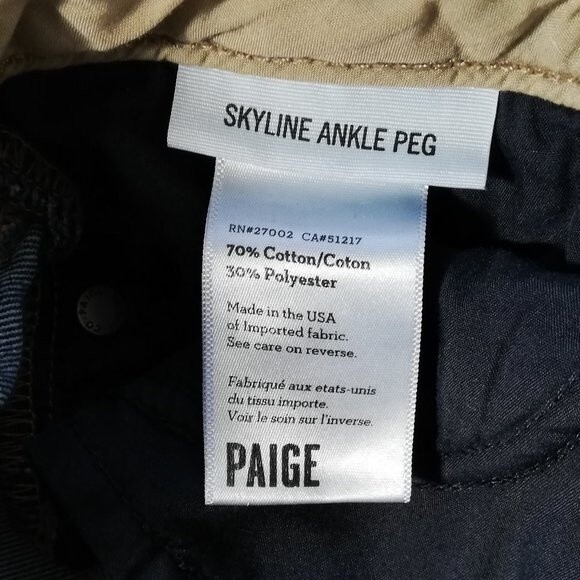 SKYLINE ANKLE PEG
RN#27002 CA#51217
70% Cotton/Coton
30% Polyester
Made in the USA
of Imported fabric.
See care on reverse.
Fabriqué aux etats-unis
du tissu importe.
Voir le soin sur l'inverse.
PAIGE